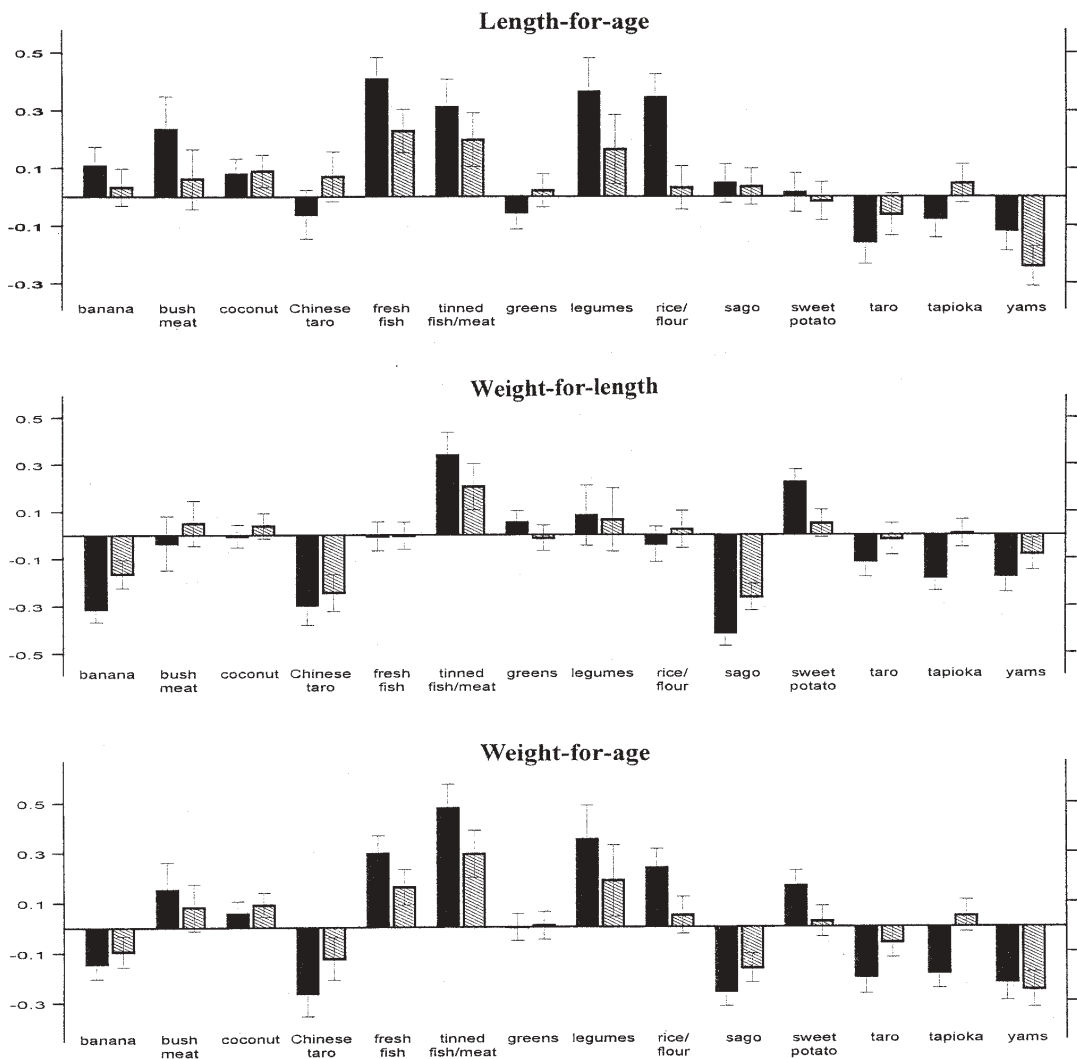 Length-for-age
0.5
0.3
0.1
-0.1
-0.3
banana bush meat coconut Chinese taro fresh fish tinned fish/meat greens legumes rice/ flour sago sweet potato taro tapioka yams
Weight-for-length
0.5
0.3
0.1
-0.1
-0.3
-0.5
banana bush meat coconut Chinese taro fresh fish tinned fish/meat greens legumes rice/ flour sago sweet potato taro tapioka yams
Weight-for-age
0.5
0.3
0.1
-0.1
-0.3
banana bush meat coconut Chinese taro fresh fish tinned fish/meat greens legumes rice/ flour sago sweet potato taro tapioka yams